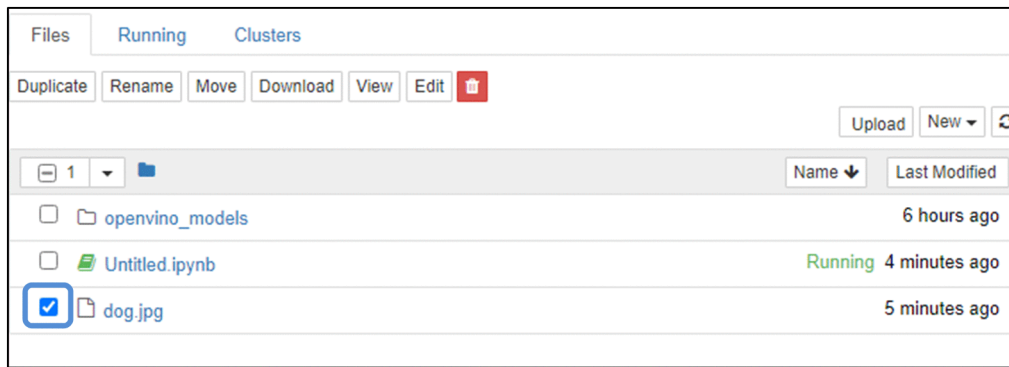 Files Running Clusters
Duplicate Rename Move Download View Edit
Upload New
1 Name Last Modified
openvino_models 6 hours ago
Untitled.ipynb Running 4 minutes ago
dog.jpg 5 minutes ago